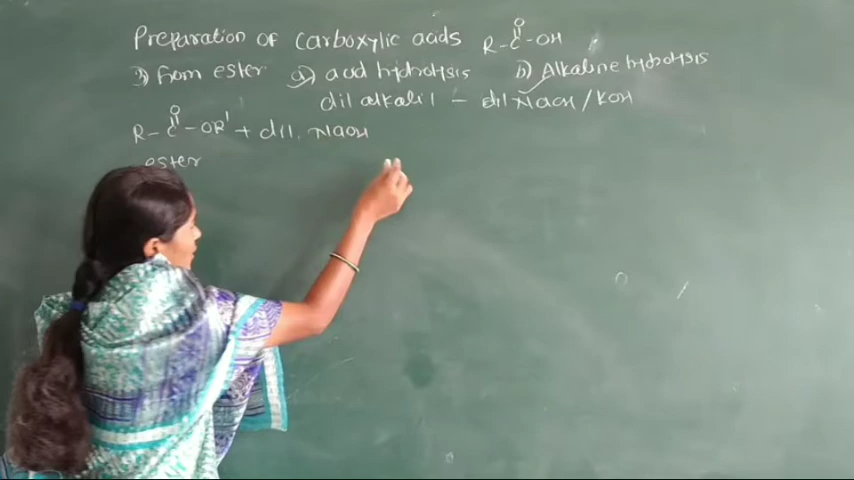 Preparation of carboxylic acids R-C-OH
O
3) from ester a) acid hydrolysis b) Alkaline hydrolysis
dil alkali - dil NaOH/KOH
O
R-C-OR' + dil. NaOH
ester